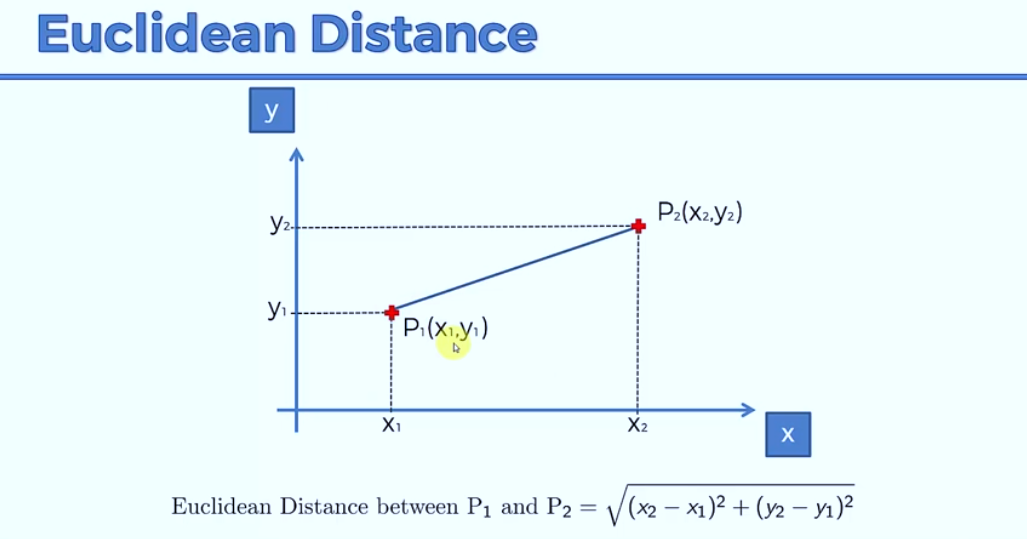 Euclidean Distance
y
y₂
P₂(x₂,y₂)
y₁
P₁(x₁,y₁)
x₁
x₂
x
Euclidean Distance between P₁ and P₂ = √(x₂ − x₁)² + (y₂ − y₁)²